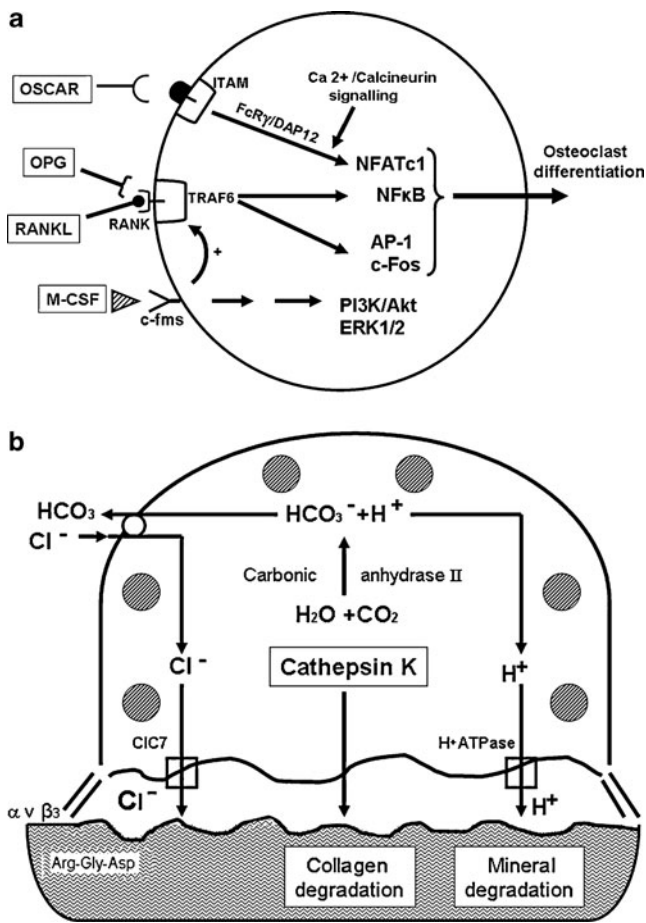 a
OSCAR
ITAM
FcRγ/DAP12
Ca 2+ /Calcineurin
signalling
NFATc1
NFκB
AP-1
c-Fos
Osteoclast
differentiation
OPG
RANKL
RANK
TRAF6
+
M-CSF
c-fms
PI3K/Akt
ERK1/2
b
HCO3
Cl -
HCO3 - + H+
Carbonic anhydrase II
H2O +CO2
Cl -
Cathepsin K
H+
ClC7
H+ATPase
Cl-
H+
α v β3
Arg-Gly-Asp
Collagen
degradation
Mineral
degradation